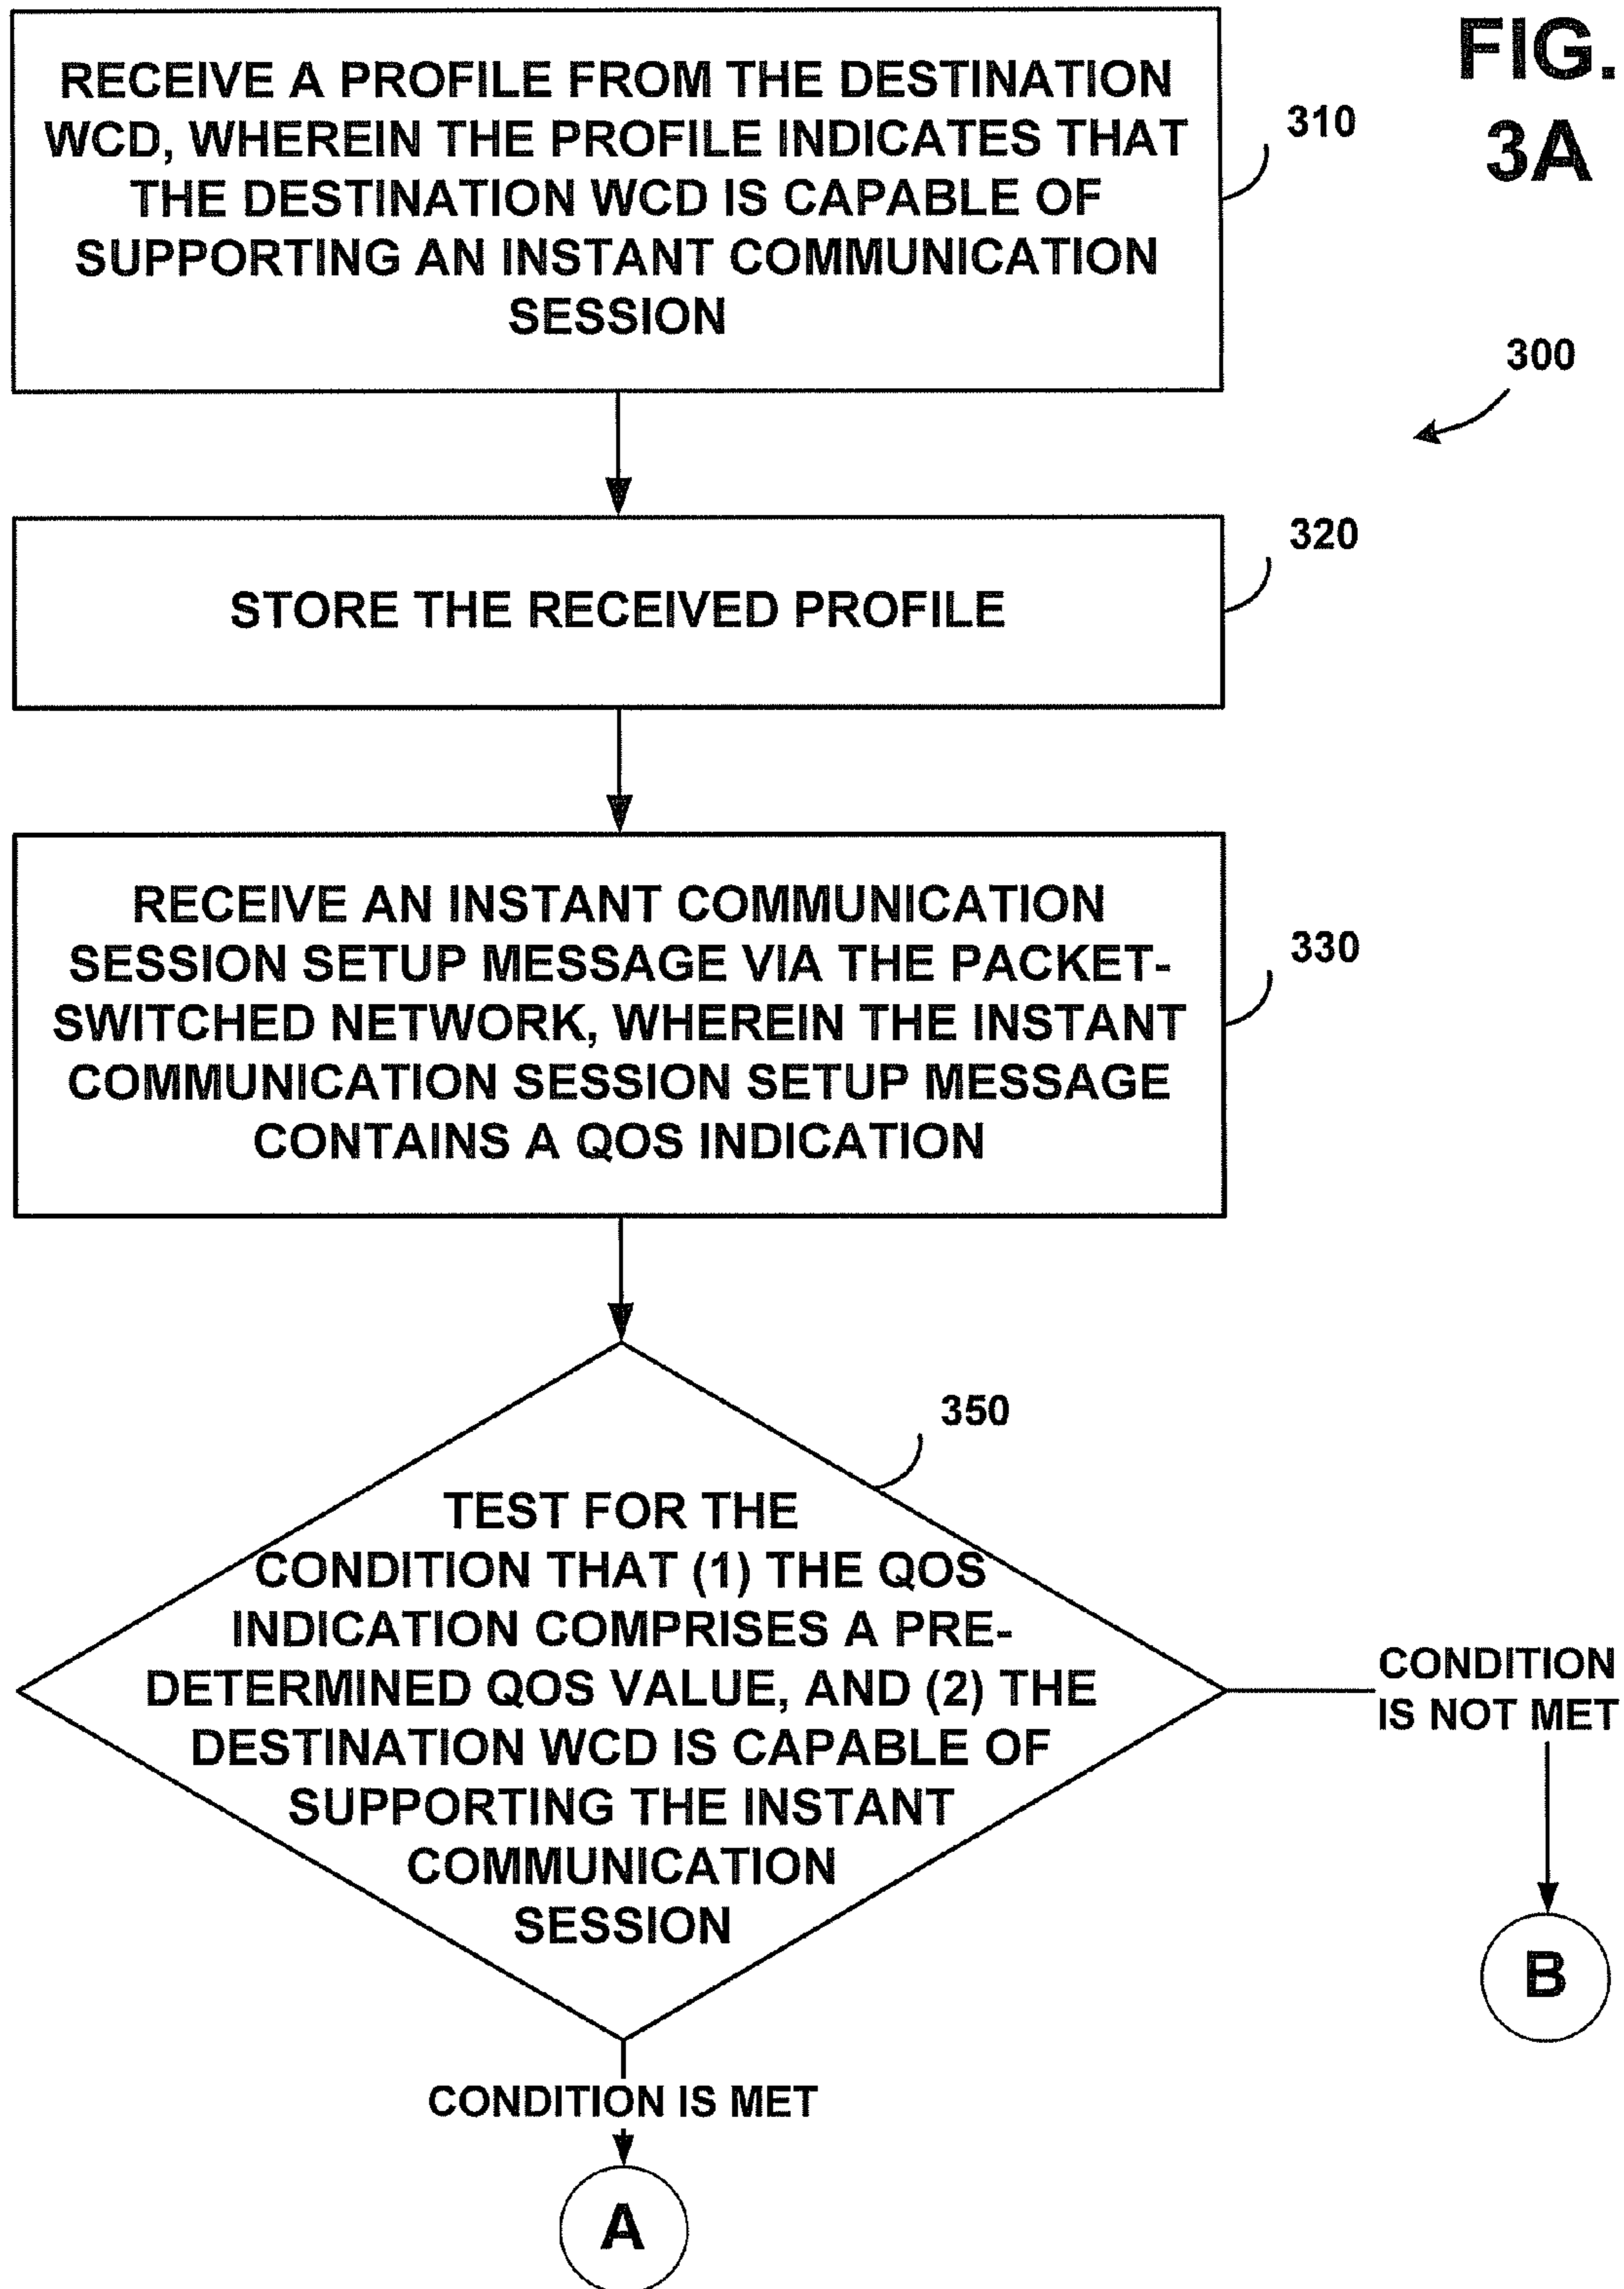 FIG.
3A
RECEIVE A PROFILE FROM THE DESTINATION
WCD, WHEREIN THE PROFILE INDICATES THAT
THE DESTINATION WCD IS CAPABLE OF
SUPPORTING AN INSTANT COMMUNICATION
SESSION
310
300
STORE THE RECEIVED PROFILE
320
RECEIVE AN INSTANT COMMUNICATION
SESSION SETUP MESSAGE VIA THE PACKET-
SWITCHED NETWORK, WHEREIN THE INSTANT
COMMUNICATION SESSION SETUP MESSAGE
CONTAINS A QOS INDICATION
330
350
TEST FOR THE
CONDITION THAT (1) THE QOS
INDICATION COMPRISES A PRE-
DETERMINED QOS VALUE, AND (2) THE
DESTINATION WCD IS CAPABLE OF
SUPPORTING THE INSTANT
COMMUNICATION
SESSION
CONDITION
IS NOT MET
B
CONDITION IS MET
A